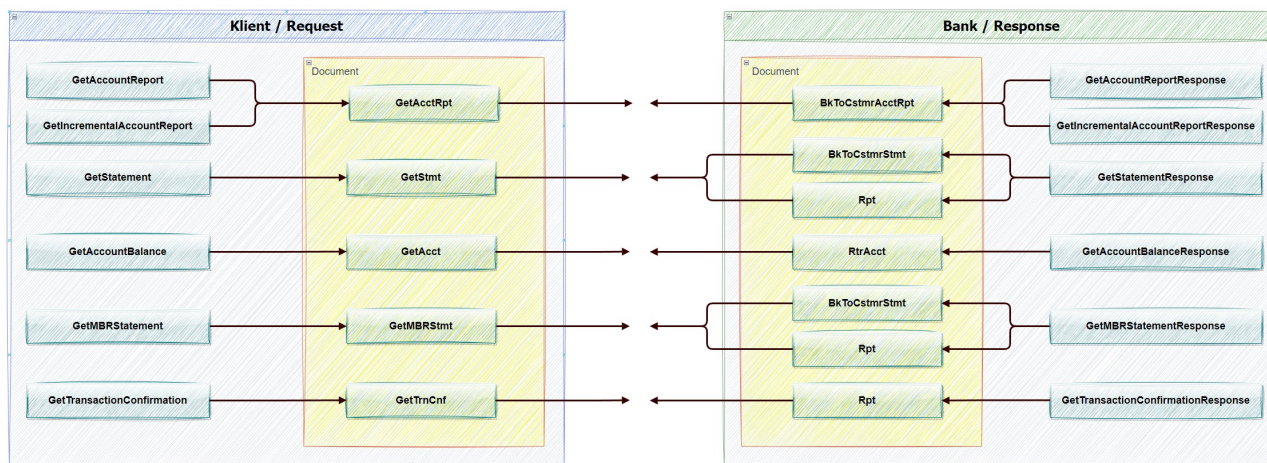 Klient / Request
Document
GetAccountReport
GetIncrementalAccountReport
GetAcctRpt
GetStatement
GetStmt
GetAccountBalance
GetAcct
GetMBRStatement
GetMBRStmt
GetTransactionConfirmation
GetTrnCnf
Bank / Response
Document
BkToCstmrAcctRpt
GetAccountReportResponse
GetIncrementalAccountReportResponse
BkToCstmrStmt
Rpt
GetStatementResponse
RtrAcct
GetAccountBalanceResponse
BkToCstmrStmt
Rpt
GetMBRStatementResponse
Rpt
GetTransactionConfirmationResponse